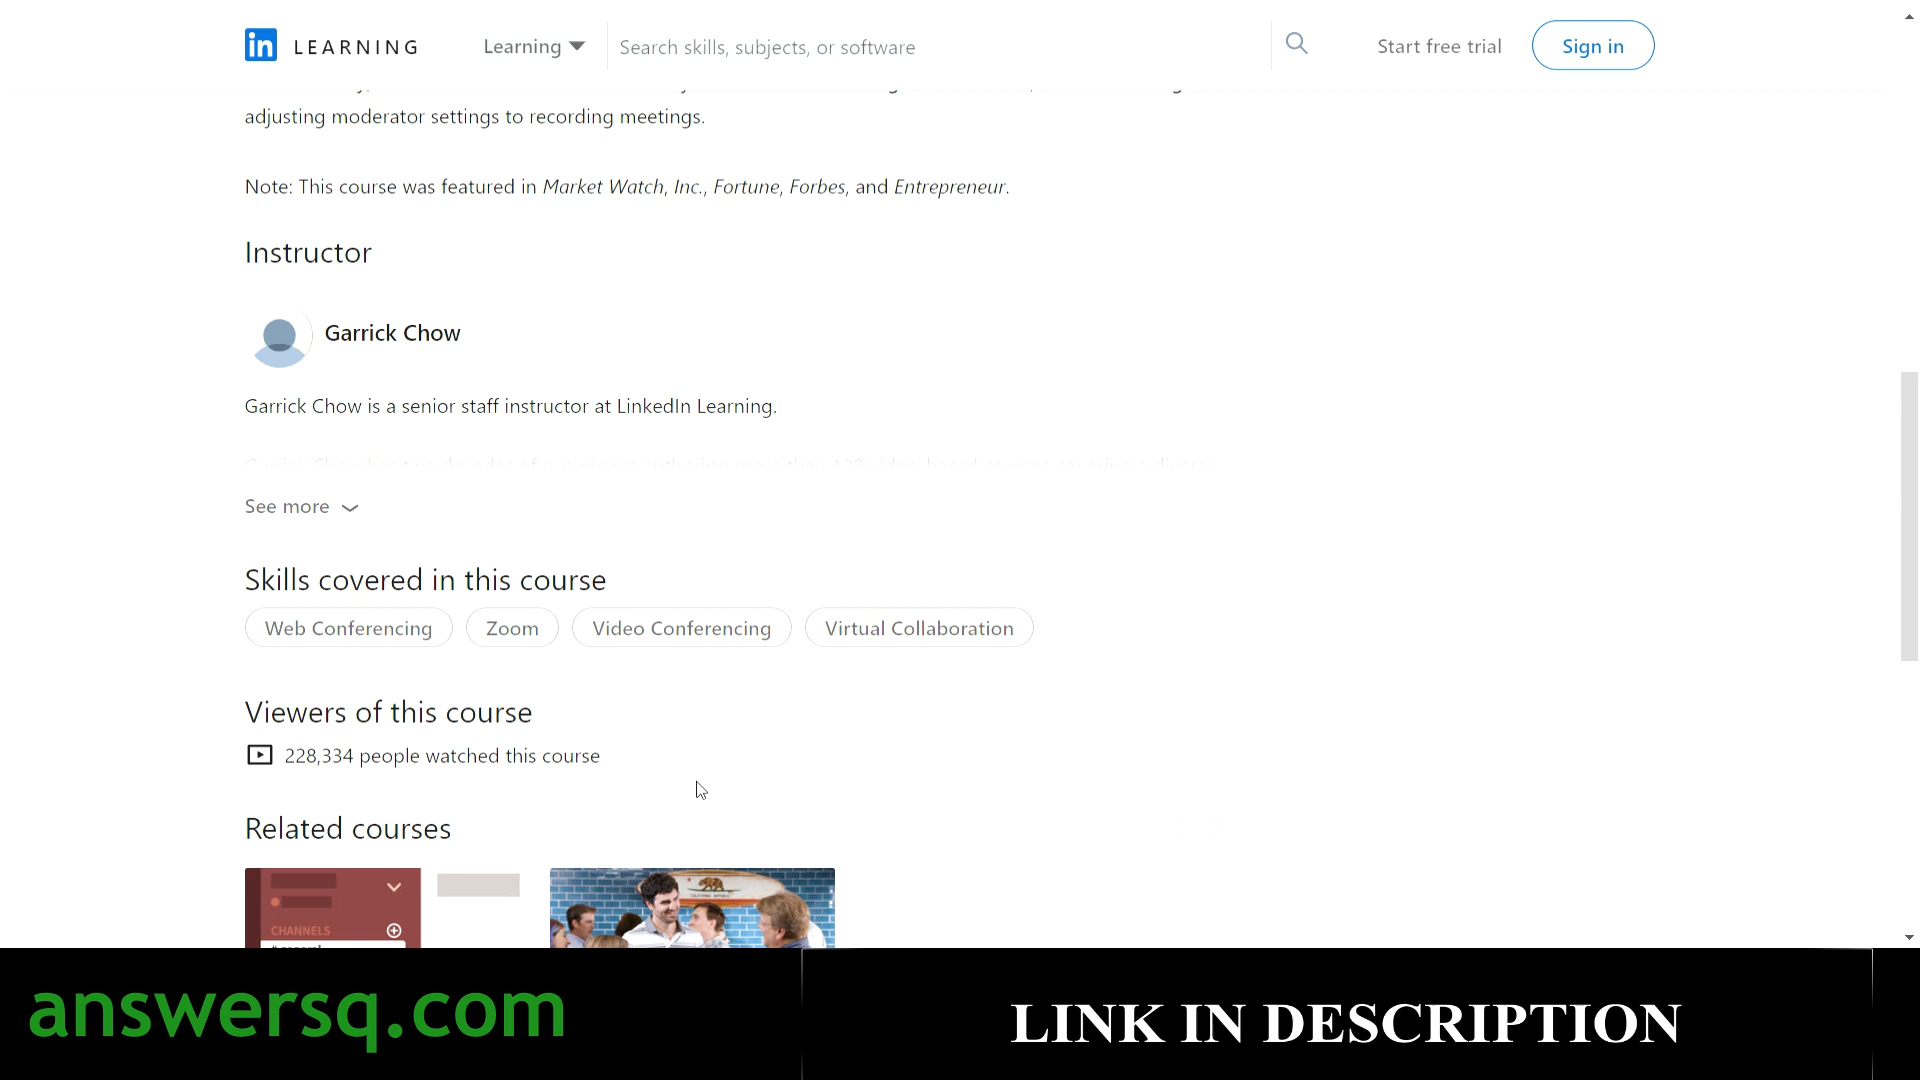 in LEARNING Learning Search skills, subjects, or software Start free trial Sign in
adjusting moderator settings to recording meetings.
Note: This course was featured in Market Watch, Inc., Fortune, Forbes, and Entrepreneur.
Instructor
Garrick Chow
Garrick Chow is a senior staff instructor at LinkedIn Learning.
See more
Skills covered in this course
Web Conferencing Zoom Video Conferencing Virtual Collaboration
Viewers of this course
228,334 people watched this course
Related courses
CALIFORNIA REPUBLIC
CHANNELS
answersq.com
LINK IN DESCRIPTION